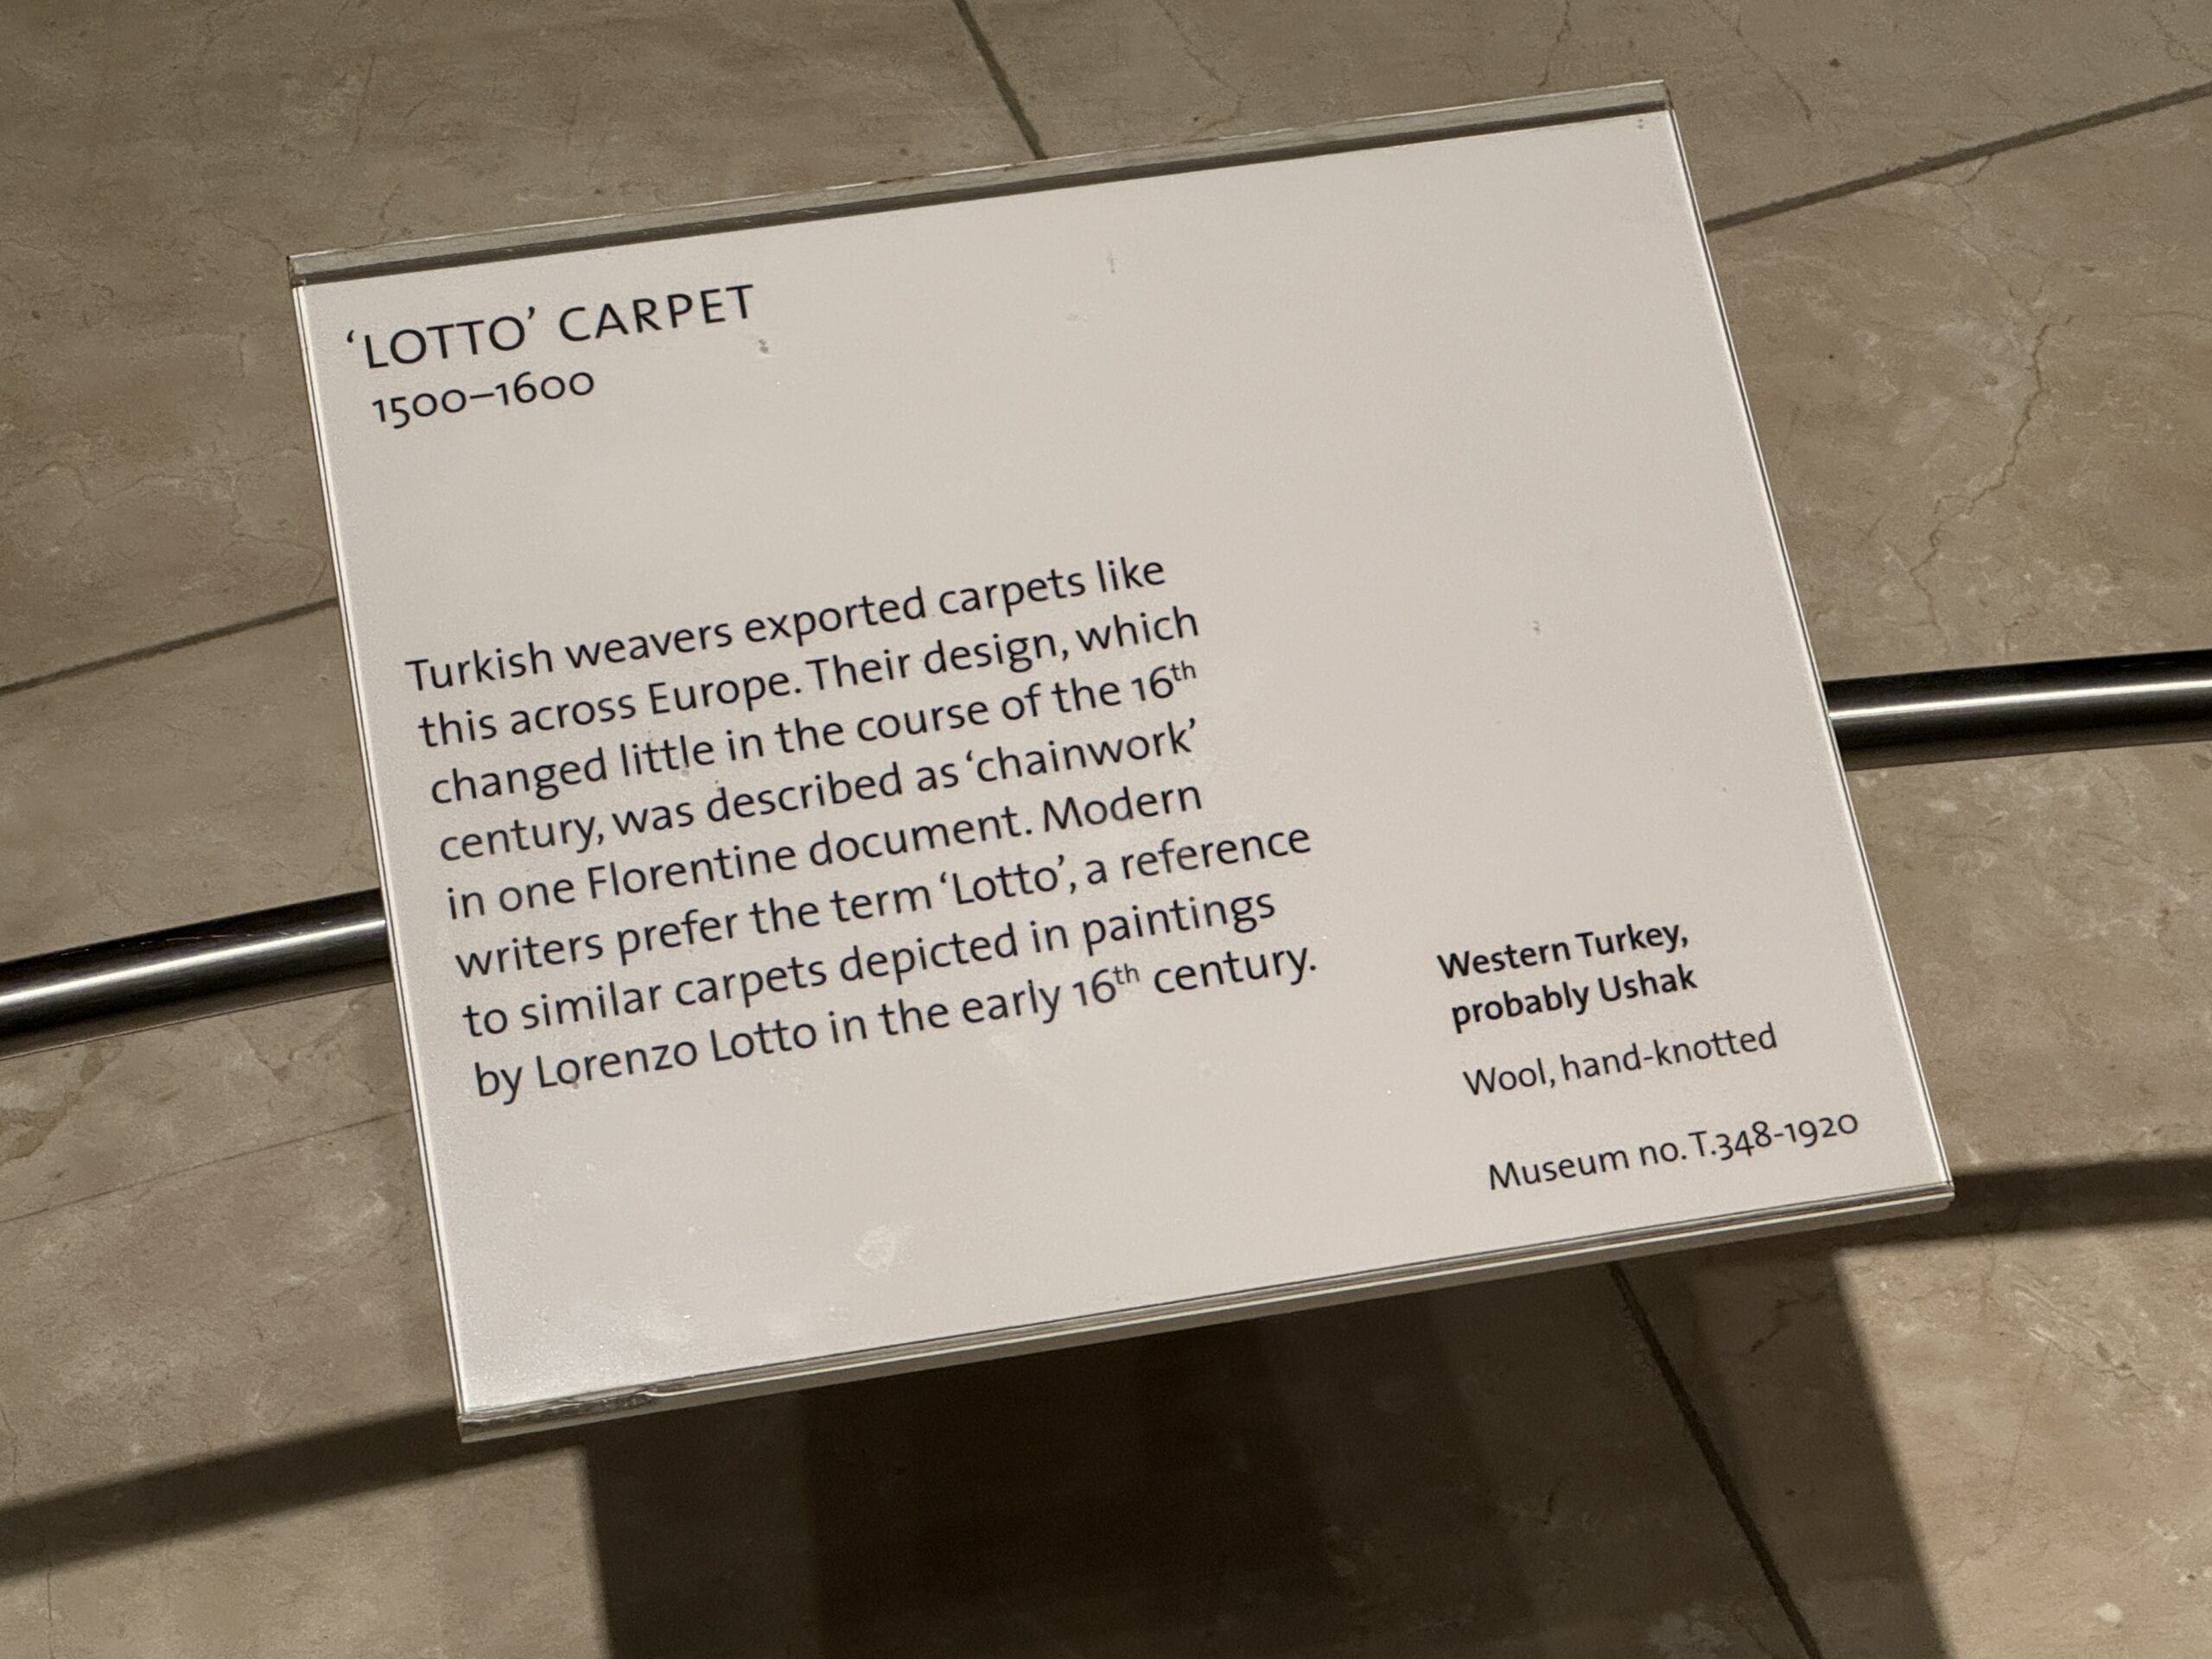 ‘LOTTO’ CARPET
1500–1600
Turkish weavers exported carpets like
this across Europe. Their design, which
changed little in the course of the 16th
century, was described as ‘chainwork’
in one Florentine document. Modern
writers prefer the term ‘Lotto’, a reference
to similar carpets depicted in paintings
by Lorenzo Lotto in the early 16th century.
Western Turkey,
probably Ushak
Wool, hand-knotted
Museum no. T.348-1920